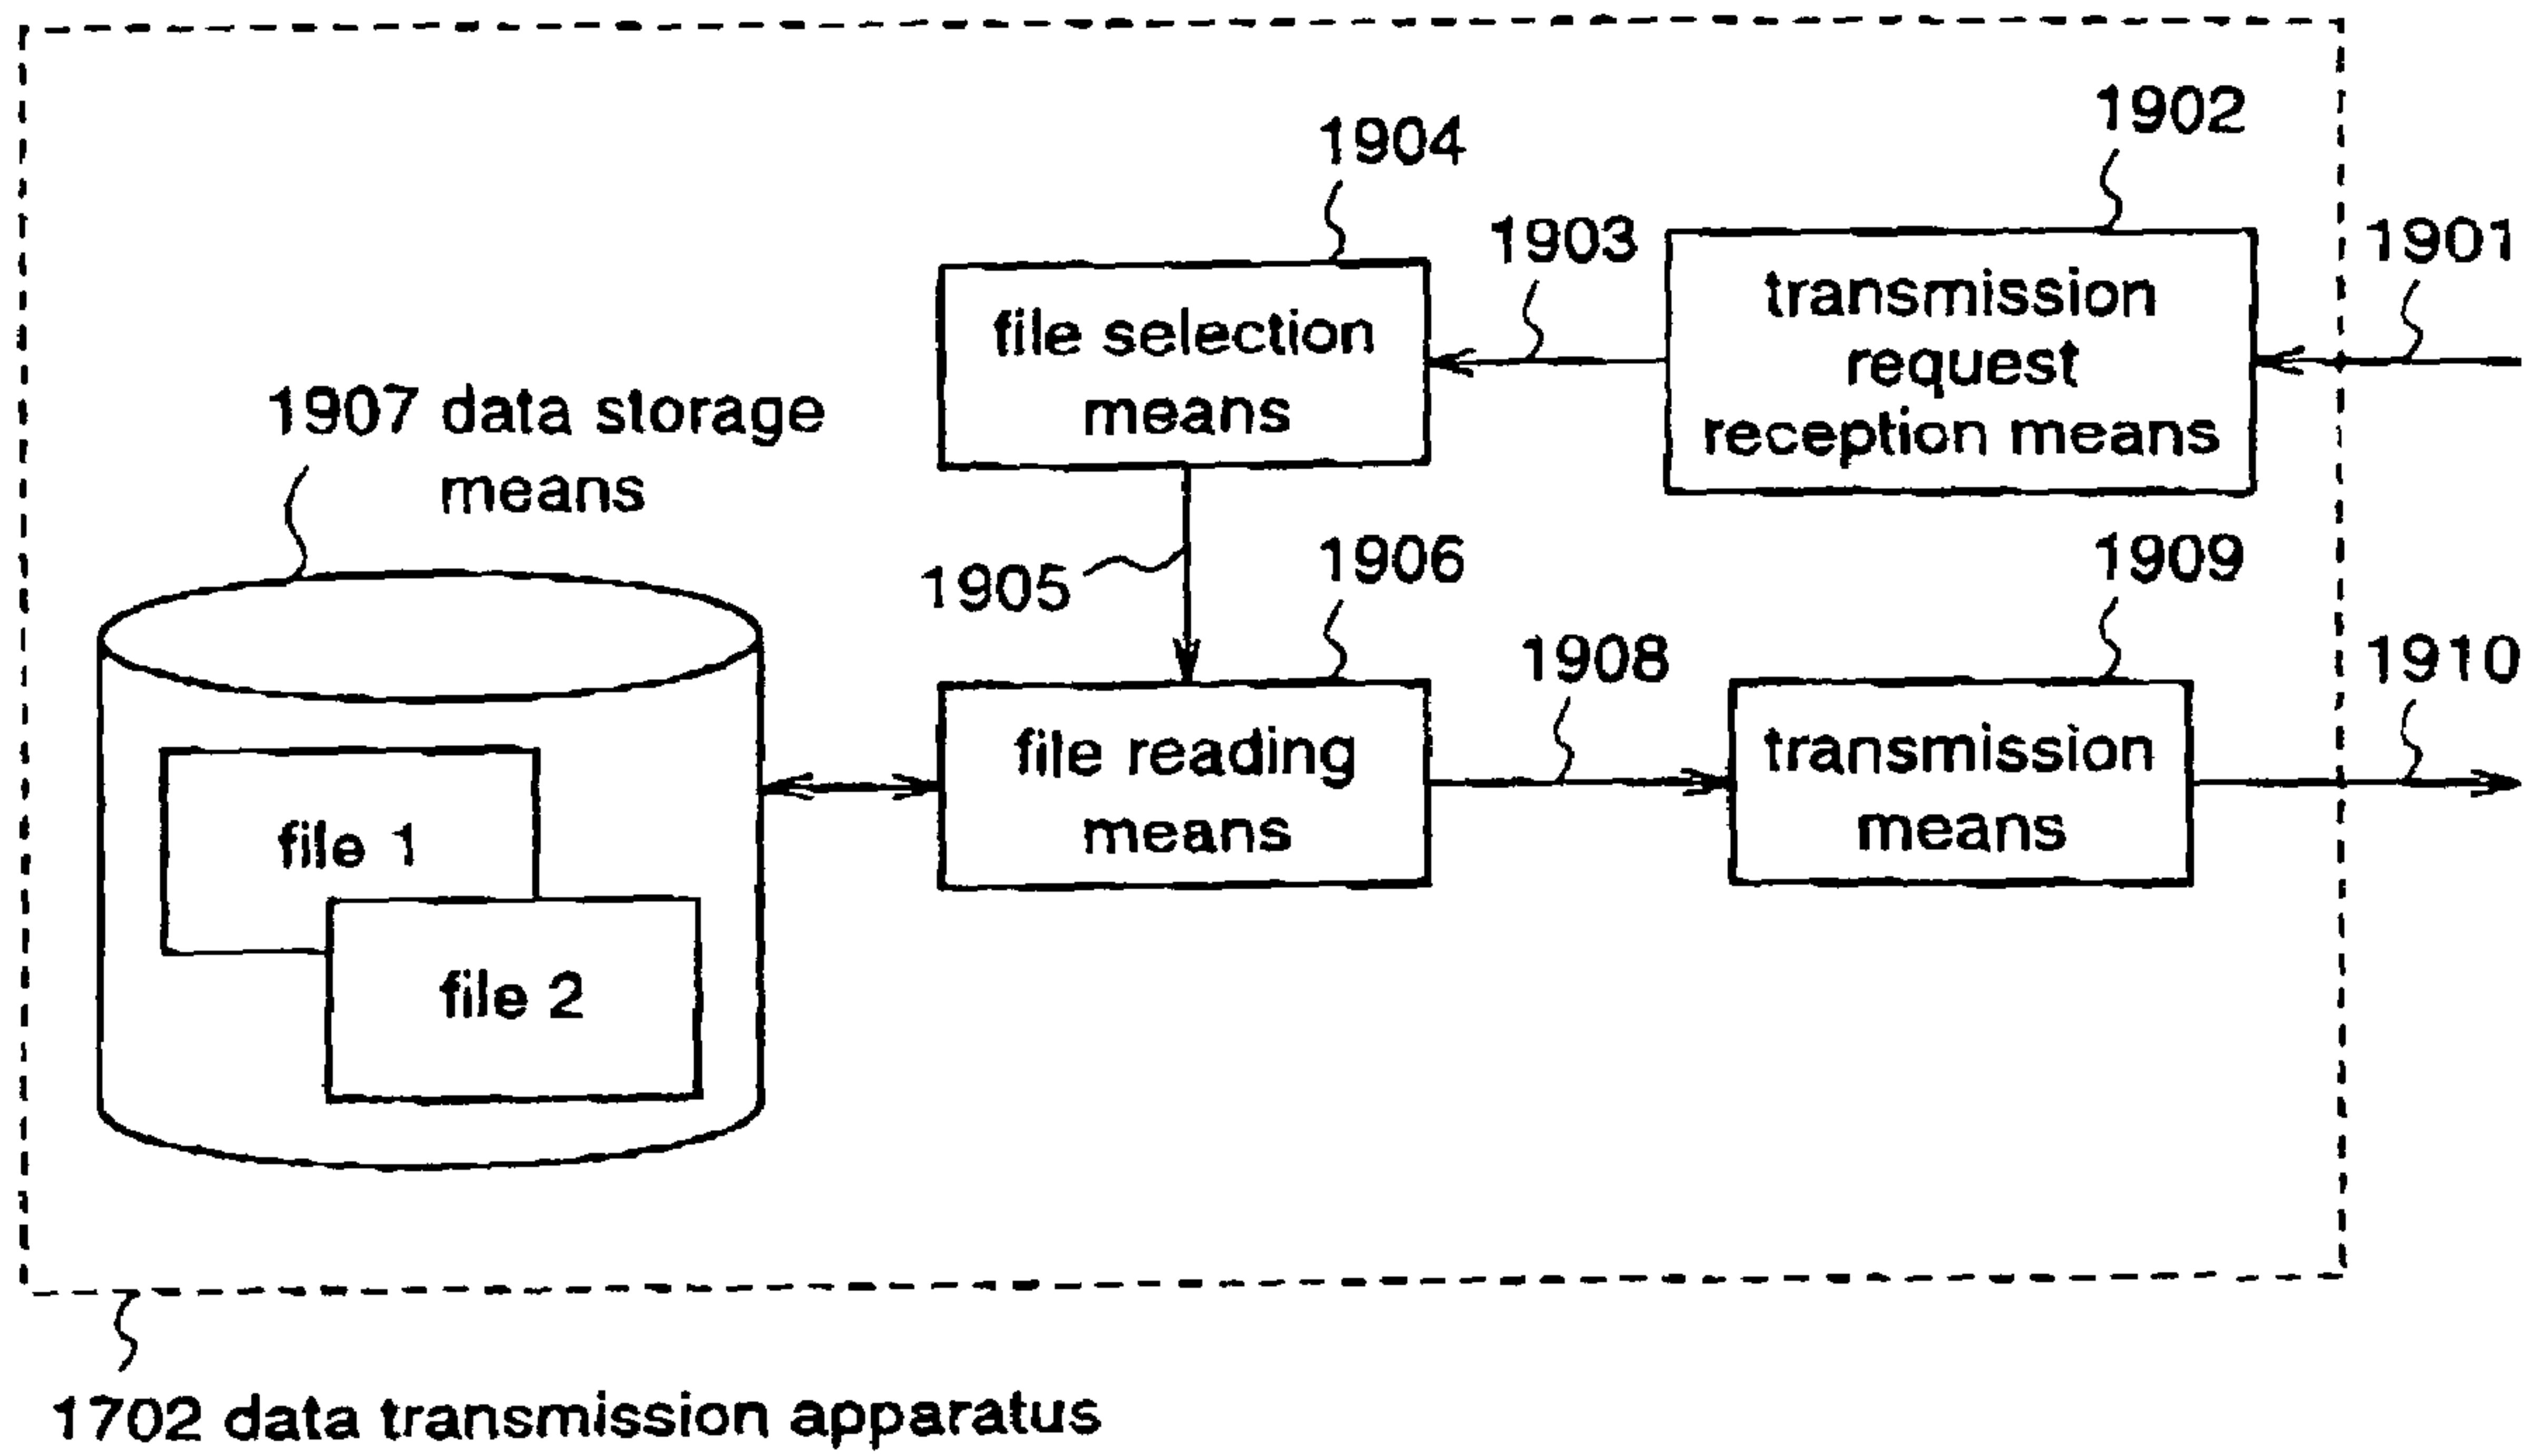 1902
1904
1903
1901
transmission
request
reception means
file selection
means
1907 data storage
means
1905
1906
1909
1908
1910
file reading
means
transmission
means
file 1
file 2
1702 data transmission apparatus